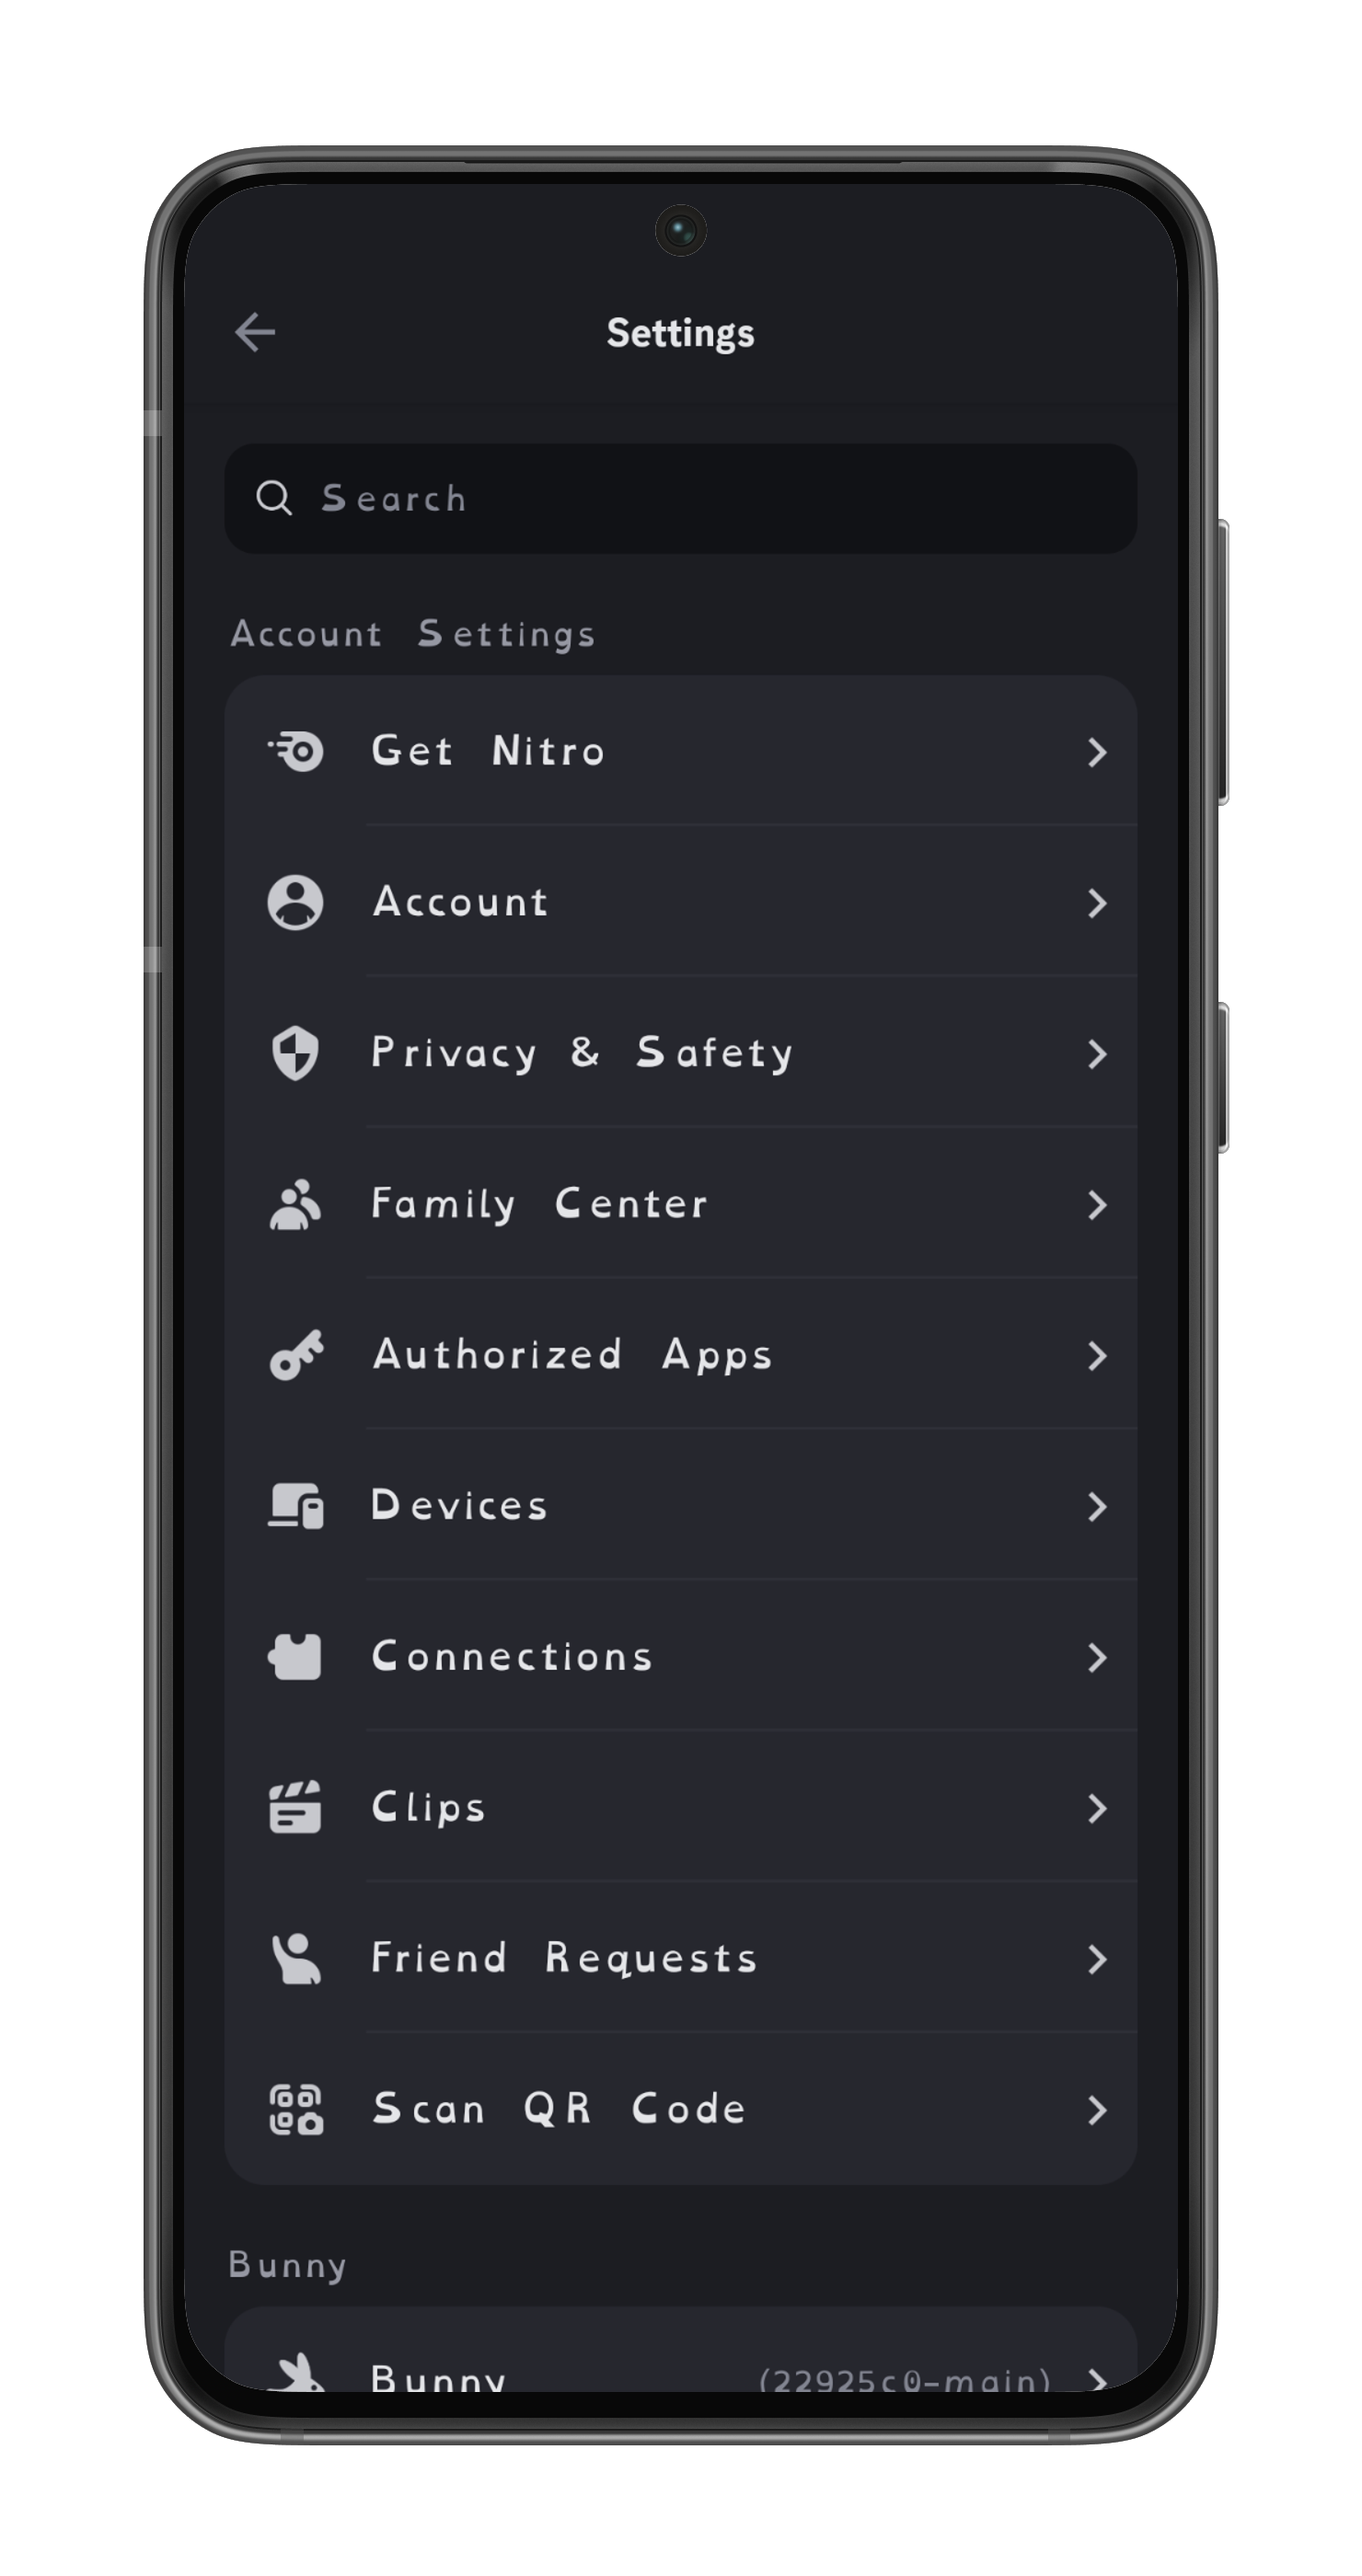 Settings
Search
Account Settings
Get Nitro
Account
Privacy & Safety
Family Center
Authorized Apps
Devices
Connections
Clips
Friend Requests
Scan QR Code
Bunny
Bunny (22925c0-main)